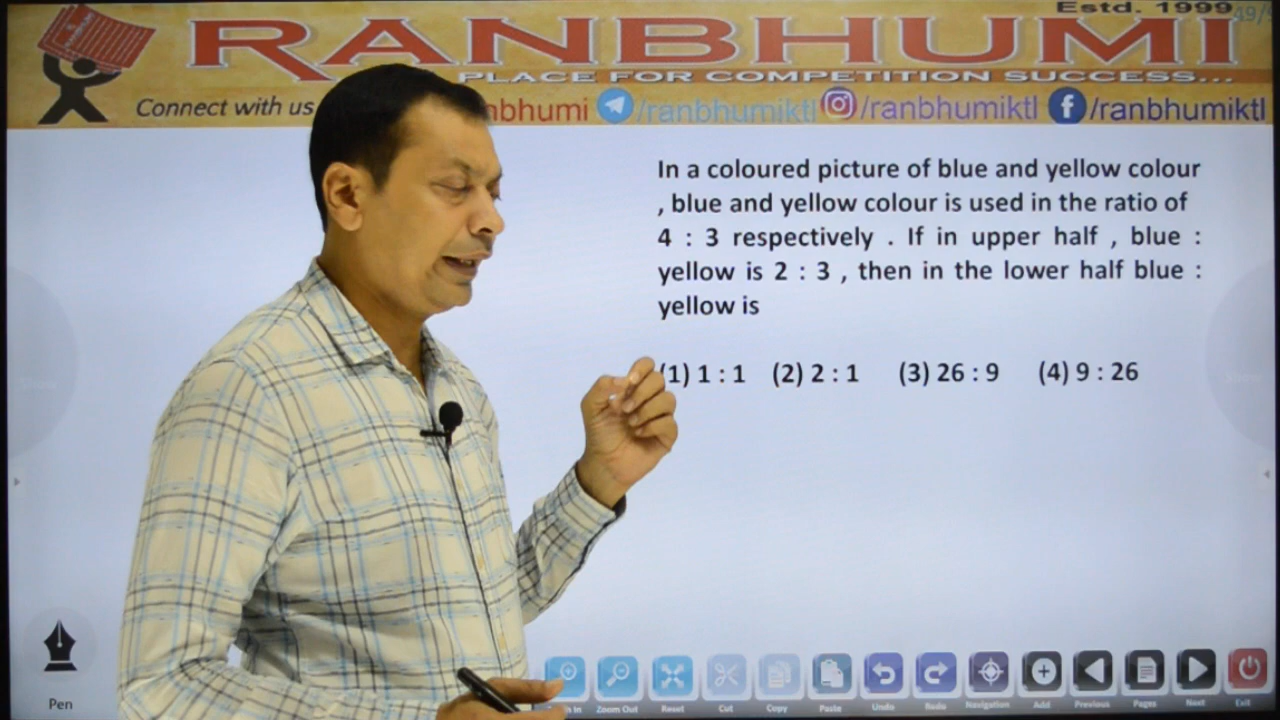 Estd. 1999
49/
RANBHUMI
PLACE FOR COMPETITION SUCCESS...
Connect with us
nbhumi /ranbhumiktl /ranbhumiktl /ranbhumiktl
In a coloured picture of blue and yellow colour
, blue and yellow colour is used in the ratio of
4 : 3 respectively . If in upper half , blue :
yellow is 2 : 3 , then in the lower half blue :
yellow is
(1) 1 : 1 (2) 2 : 1 (3) 26 : 9 (4) 9 : 26
Pen
In Zoom Out Reset Cut Copy Paste Undo Redo Navigation Add Previous Pages Next Exit